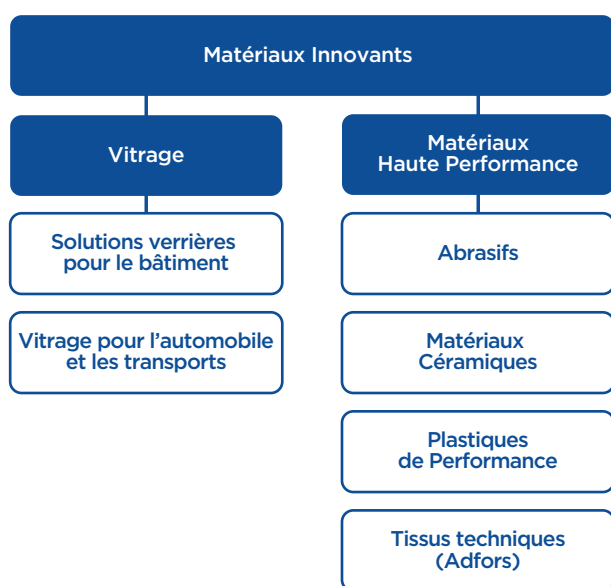 Matériaux Innovants
Vitrage
Solutions verrières
pour le bâtiment
Vitrage pour l'automobile
et les transports
Matériaux
Haute Performance
Abrasifs
Matériaux
Céramiques
Plastiques
de Performance
Tissus techniques
(Adfors)